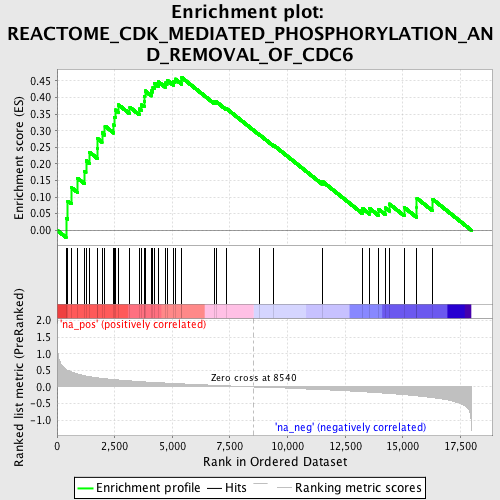 Enrichment plot:
REACTOME_CDK_MEDIATED_PHOSPHORYLATION_AN
D_REMOVAL_OF_CDC6
Enrichment score (ES)
0.45
0.40
0.35
0.30
0.25
0.20
0.15
0.10
0.05
0.00
'na_pos' (positively correlated)
Ranked list metric (PreRanked)
2.0
1.5
1.0
0.5
0.0
-0.5
-1.0
Zero cross at 8540
'na_neg' (negatively correlated)
0
2,500
5,000
7,500
10,000
12,500
15,000
17,500
Rank in Ordered Dataset
Enrichment profile
Hits
Ranking metric scores